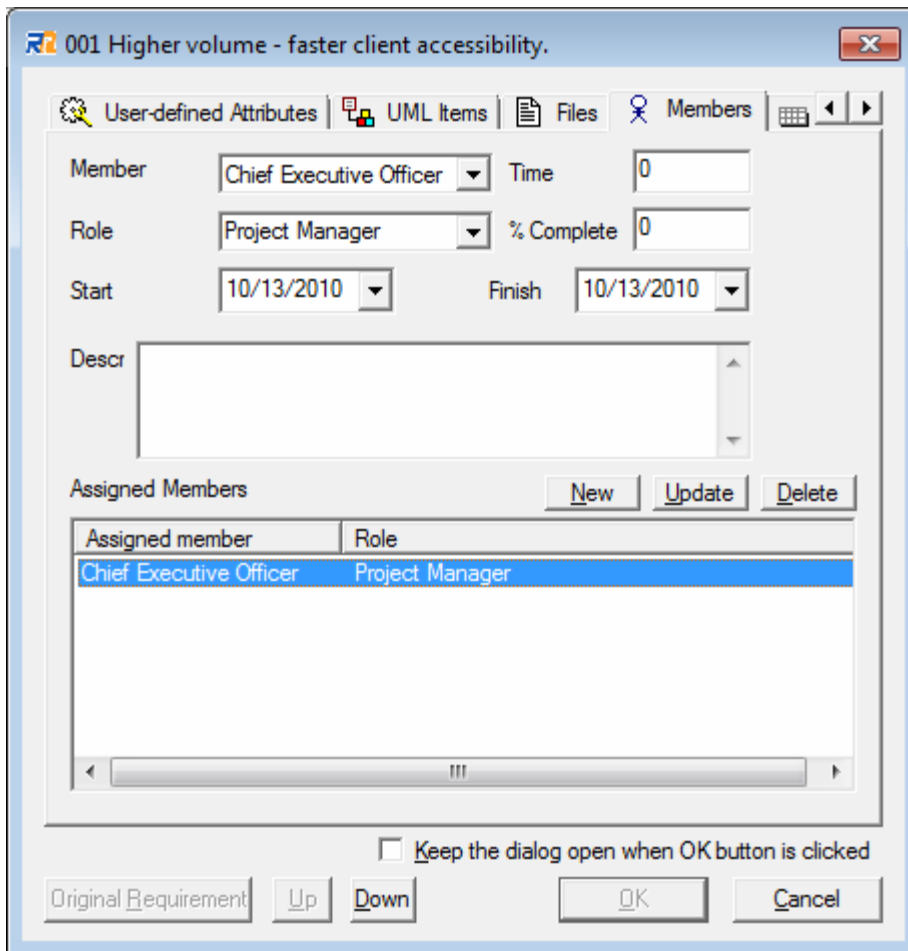 R2 001 Higher volume - faster client accessibility.
User-defined Attributes UML Items Files Members
Member Chief Executive Officer Time 0
Role Project Manager % Complete 0
Start 10/13/2010 Finish 10/13/2010
Descr
Assigned Members New Update Delete
Assigned member Role
Chief Executive Officer Project Manager
Keep the dialog open when OK button is clicked
Original Requirement Up Down OK Cancel